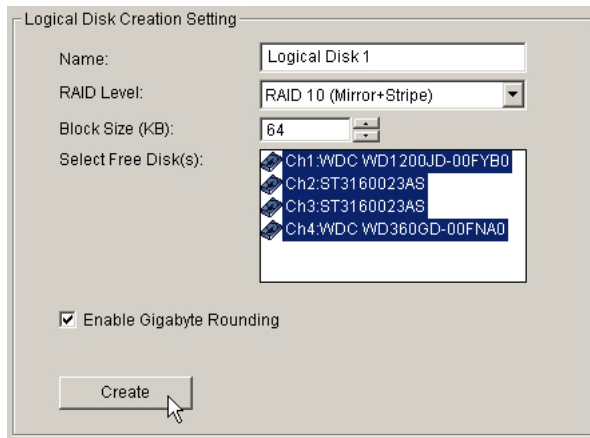 Logical Disk Creation Setting
Name: Logical Disk 1
RAID Level: RAID 10 (Mirror+Stripe)
Block Size (KB): 64
Select Free Disk(s): Ch1:WDC WD1200JD-00FYB0
Ch2:ST3160023AS
Ch3:ST3160023AS
Ch4:WDC WD360GD-00FNA0
Enable Gigabyte Rounding
Create